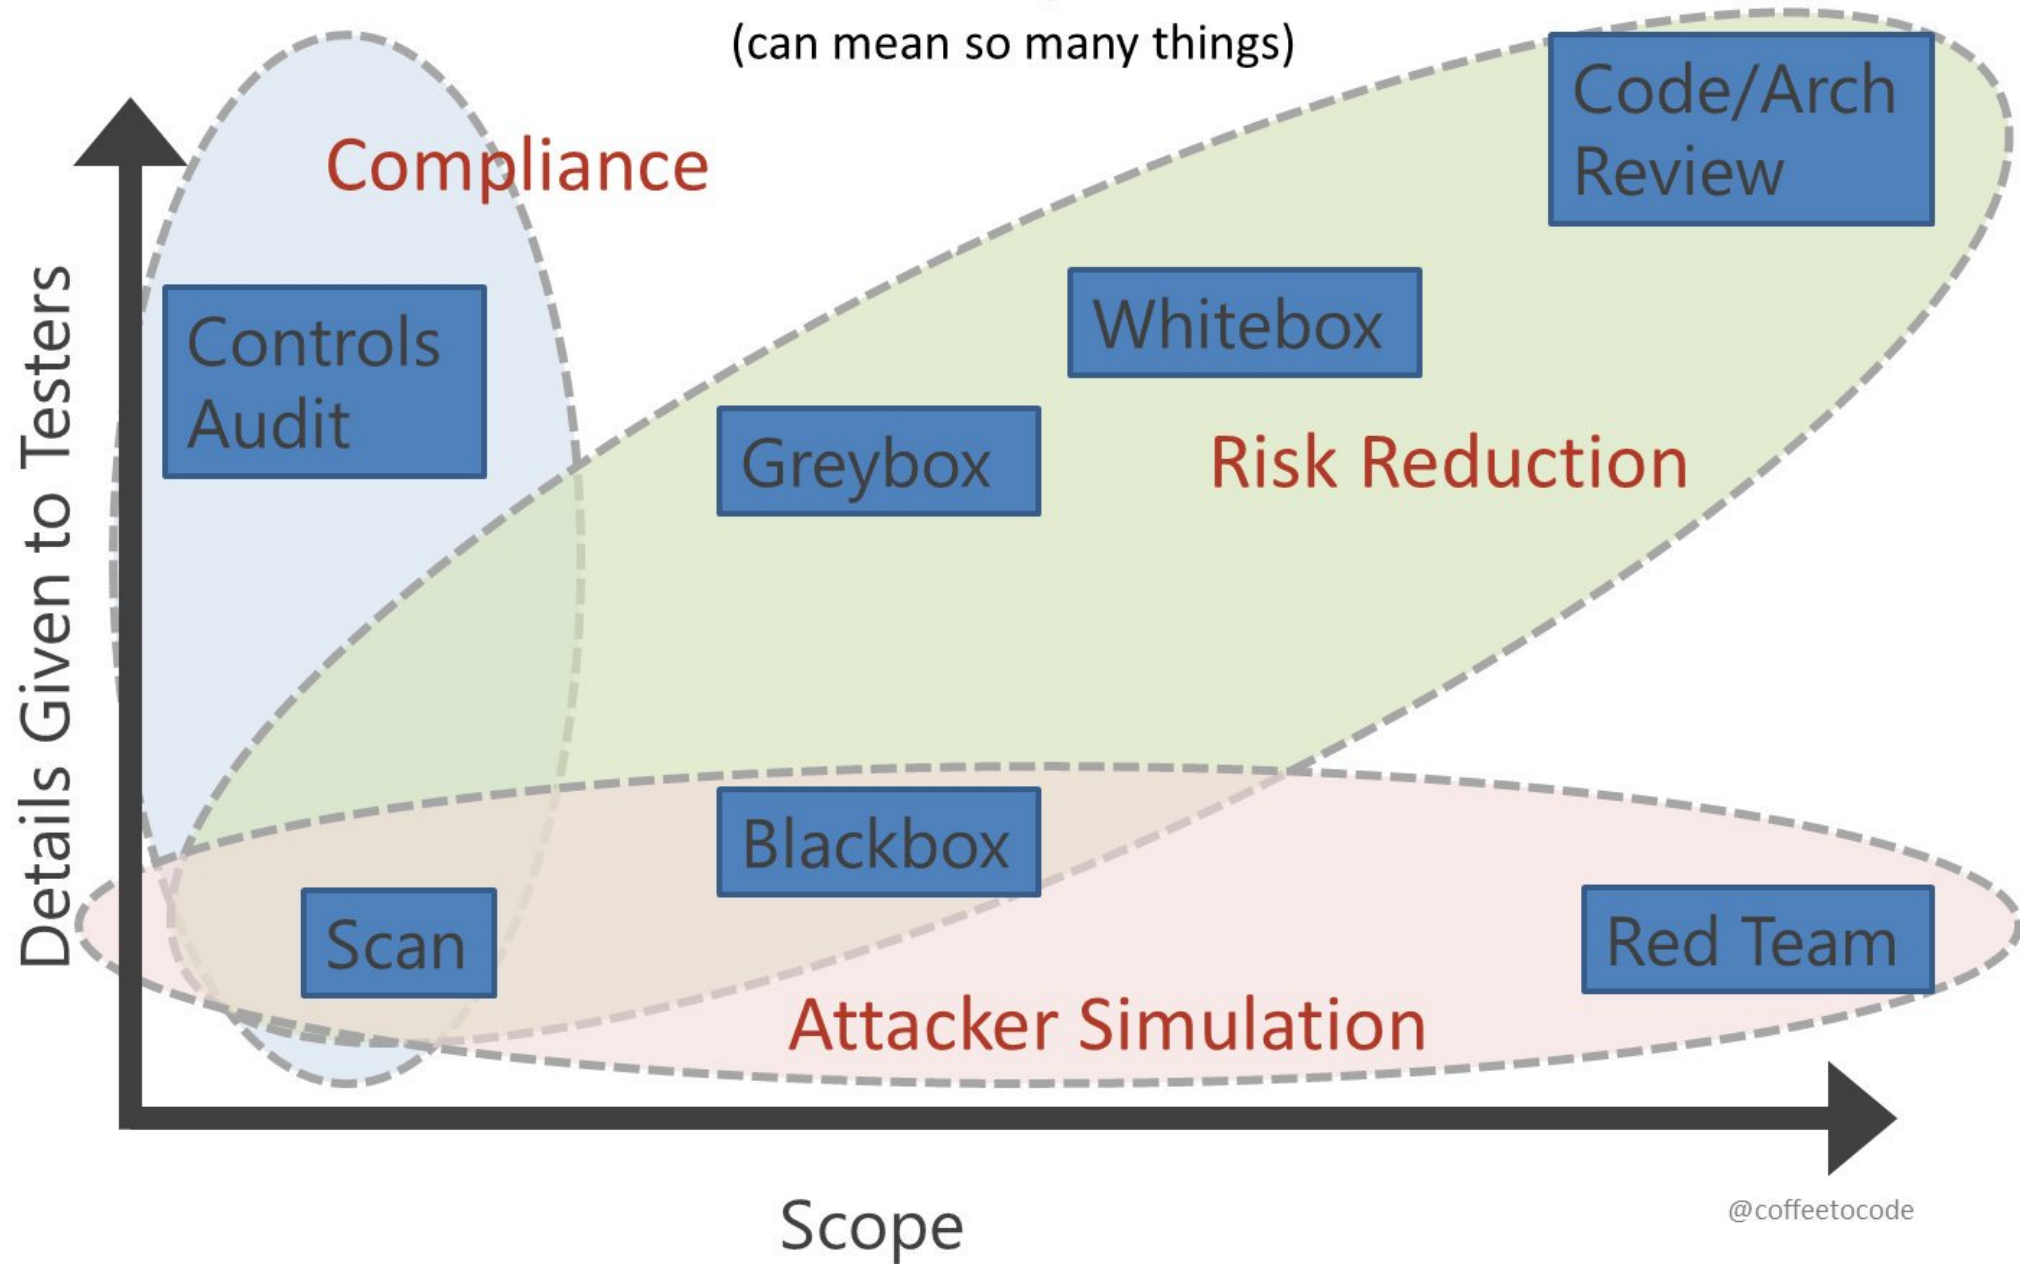 (can mean so many things)
Compliance
Code/Arch
Review
Controls
Audit
Whitebox
Greybox
Risk Reduction
Details Given to Testers
Blackbox
Scan
Red Team
Attacker Simulation
Scope
@coffeetocode